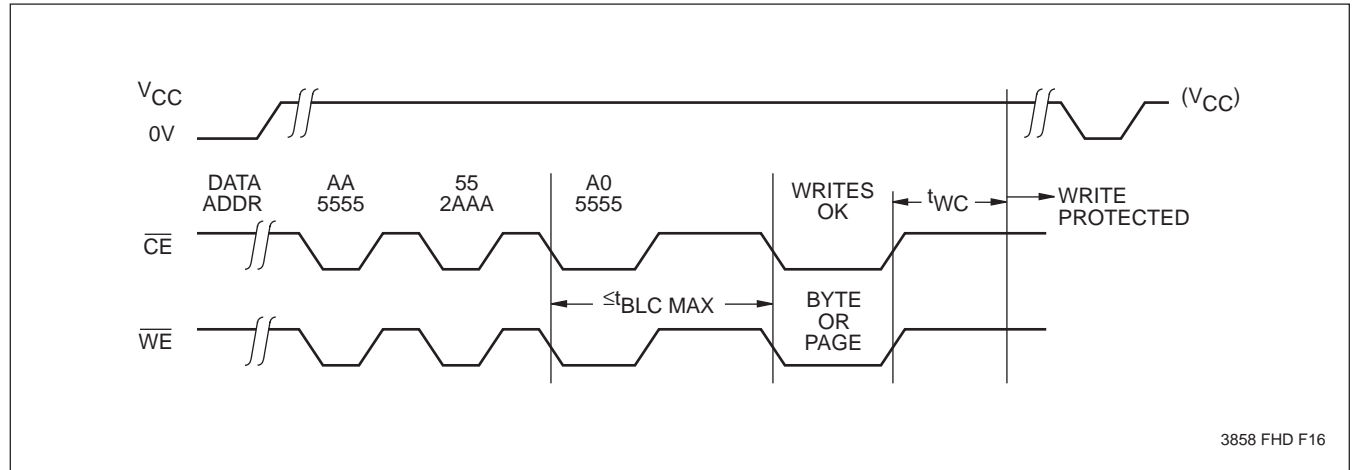 VCC
(VCC)
0V
DATA AA 55 A0 WRITES
ADDR 5555 2AAA 5555 OK
tWC
WRITE
PROTECTED
CE
≤tBLC MAX
BYTE
OR
PAGE
WE
3858 FHD F16